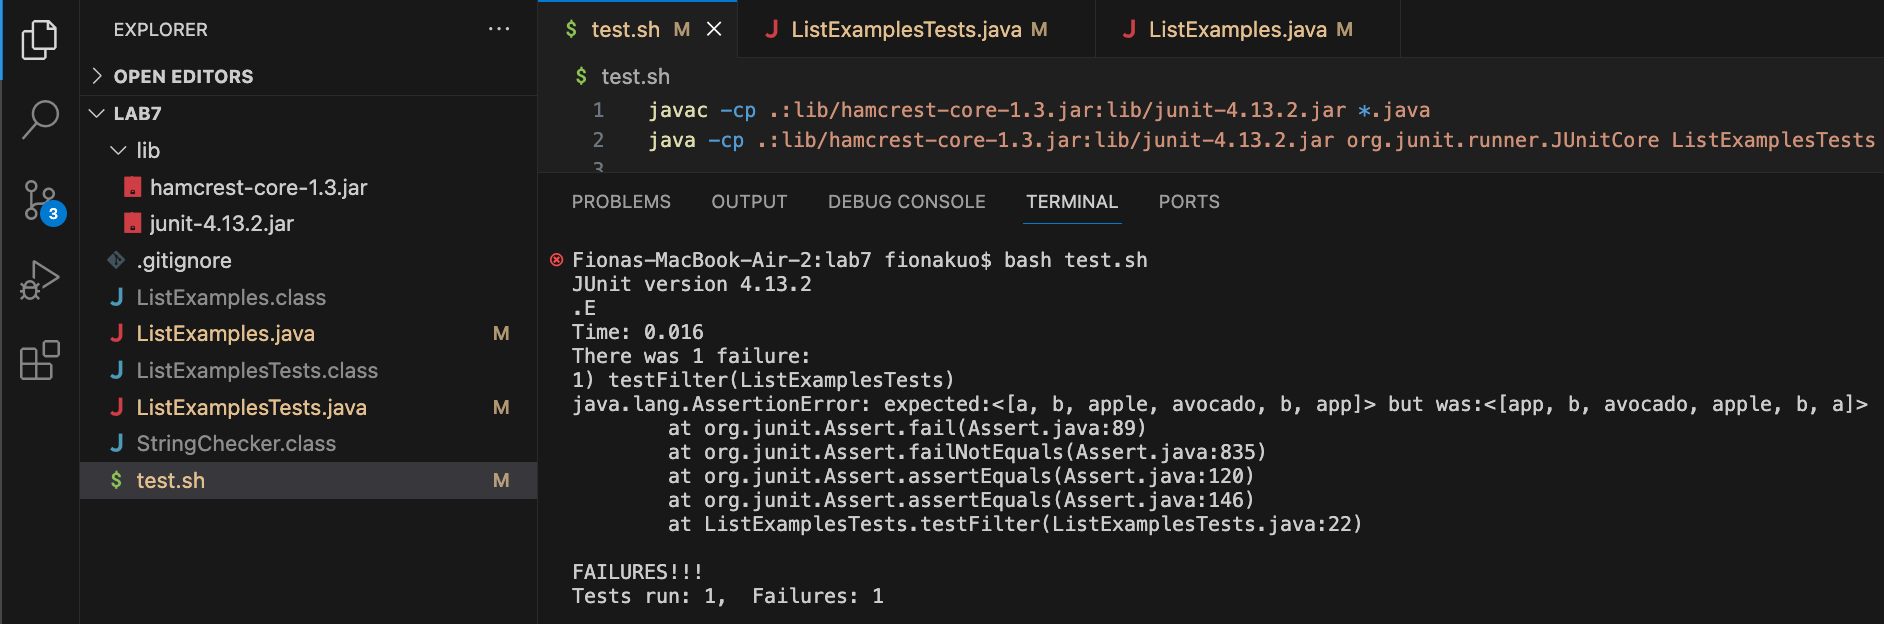 EXPLORER
OPEN EDITORS
LAB7
lib
hamcrest-core-1.3.jar
junit-4.13.2.jar
.gitignore
ListExamples.class
ListExamples.java M
ListExamplesTests.class
ListExamplesTests.java M
StringChecker.class
test.sh M
3
$ test.sh M
ListExamplesTests.java M
ListExamples.java M
$ test.sh
1 javac -cp .:lib/hamcrest-core-1.3.jar:lib/junit-4.13.2.jar *.java
2 java -cp .:lib/hamcrest-core-1.3.jar:lib/junit-4.13.2.jar org.junit.runner.JUnitCore ListExamplesTests
3
PROBLEMS OUTPUT DEBUG CONSOLE TERMINAL PORTS
Fionas-MacBook-Air-2:lab7 fionakuo$ bash test.sh
JUnit version 4.13.2
.E
Time: 0.016
There was 1 failure:
1) testFilter(ListExamplesTests)
java.lang.AssertionError: expected:<[a, b, apple, avocado, b, app]> but was:<[app, b, avocado, apple, b, a]>
at org.junit.Assert.fail(Assert.java:89)
at org.junit.Assert.failNotEquals(Assert.java:835)
at org.junit.Assert.assertEquals(Assert.java:120)
at org.junit.Assert.assertEquals(Assert.java:146)
at ListExamplesTests.testFilter(ListExamplesTests.java:22)
FAILURES!!!
Tests run: 1,  Failures: 1